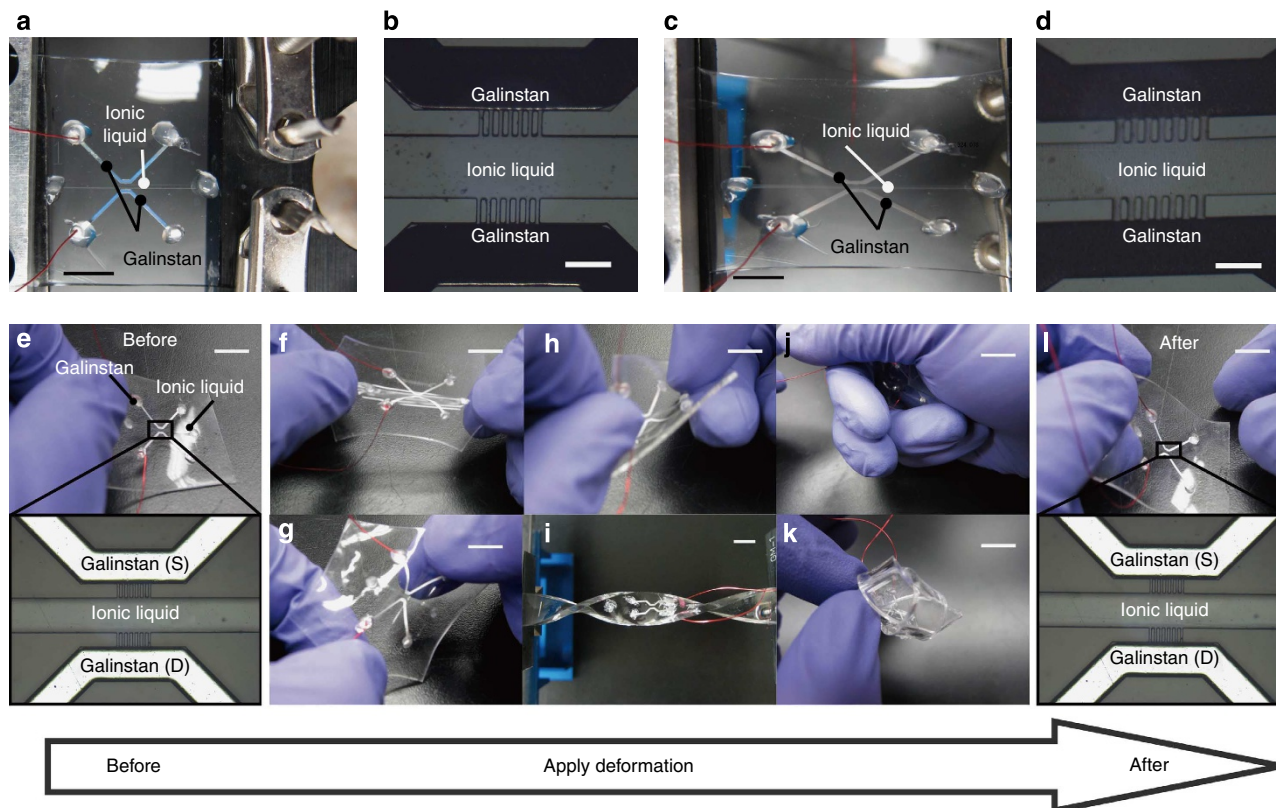 a
b
c
d
Ionic
liquid
Galinstan
Galinstan
Ionic liquid
Galinstan
Ionic liquid
Galinstan
Galinstan
Ionic liquid
Galinstan
e
Before
Galinstan
Ionic liquid
f
h
j
l
After
g
i
k
Galinstan (S)
Ionic liquid
Galinstan (D)
Galinstan (S)
Ionic liquid
Galinstan (D)
Before
Apply deformation
After